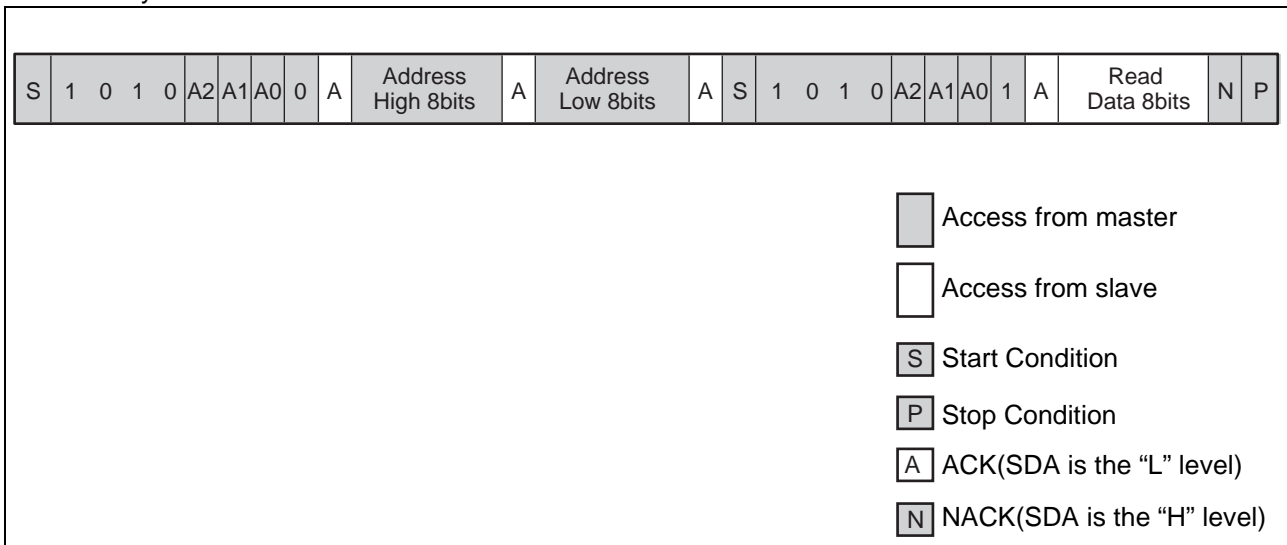 S 1 0 1 0 A2 A1 A0 0 A Address High 8bits A Address Low 8bits A S 1 0 1 0 A2 A1 A0 1 A Read Data 8bits N P
Access from master
Access from slave
S Start Condition
P Stop Condition
A ACK(SDA is the “L” level)
N NACK(SDA is the “H” level)